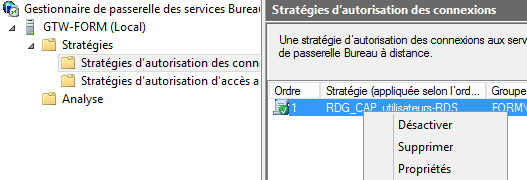 Gestionnaire de passerelle des services Bureau
GTW-FORM (Local)
Stratégies
Stratégies d'autorisation des conn
Stratégies d'autorisation d'accès a
Analyse
Stratégies d'autorisation des connexions
Une stratégie d'autorisation des connexions aux serv
de passerelle Bureau à distance.
Ordre Stratégie (appliquée selon l'ord... Groupe
1 RDG_CAP_utilisateurs-RDS FORM\
Désactiver
Supprimer
Propriétés